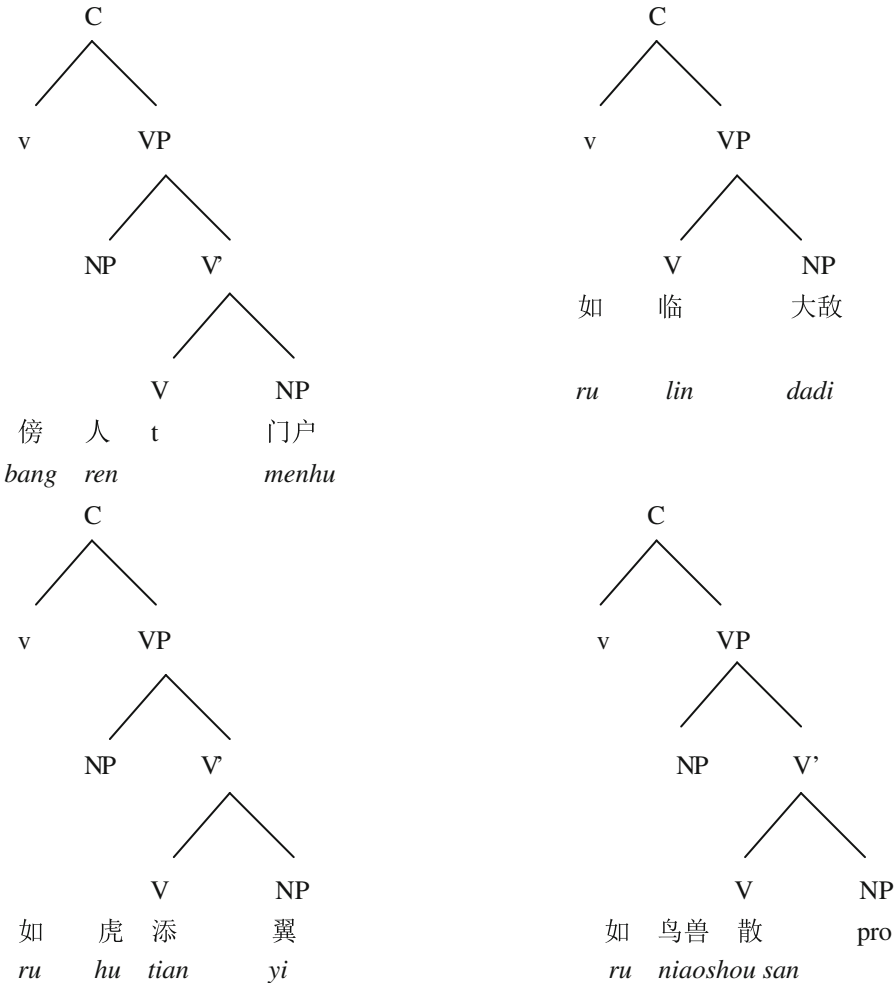 C
v VP
NP V'
V NP
傍 人 t 门户
bang ren menhu
C
v VP
V NP
如 临 大敌
ru lin dadi
C
v VP
NP V'
V NP
如 虎 添 翼
ru hu tian yi
C
v VP
NP V'
V NP
如 鸟兽 散 pro
ru niaoshou san